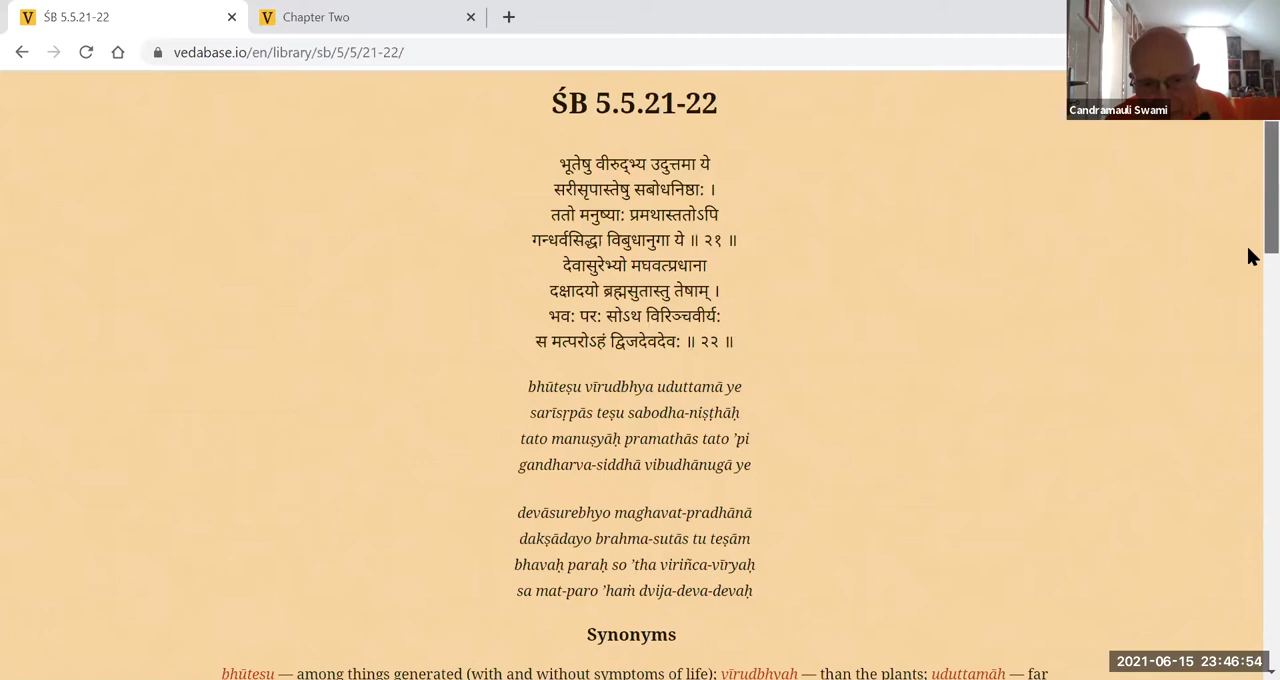 ŚB 5.5.21-22
Chapter Two
vedabase.io/en/library/sb/5/5/21-22/
Candramauli Swami
ŚB 5.5.21-22
भूतेषु वीरुद्‍भ्य उदुत्तमा ये
सरीसृपास्तेषु सबोधनिष्ठा: ।
ततो मनुष्या: प्रमथास्ततोऽपि
गन्धर्वसिद्धा विबुधानुगा ये ॥ २१ ॥
देवासुरेभ्यो मघवत्प्रधाना
दक्षादयो ब्रह्मसुतास्तु तेषाम् ।
भव: पर: सोऽथ विरिञ्चवीर्य:
स मत्परोऽहं द्विजदेवदेव: ॥ २२ ॥
bhūteṣu vīrudbhya uduttamā ye
sarīsṛpās teṣu sabodha-niṣṭhāḥ
tato manuṣyāḥ pramathās tato ’pi
gandharva-siddhā vibudhānugā ye
devāsurebhyo maghavat-pradhānā
dakṣādayo brahma-sutās tu teṣām
bhavaḥ paraḥ so ’tha viriñca-vīryaḥ
sa mat-paro ’haṁ dvija-deva-devaḥ
Synonyms
bhūteṣu — among things generated (with and without symptoms of life); vīrudbhyaḥ — than the plants; uduttamāḥ — far
2021-06-15 23:46:54